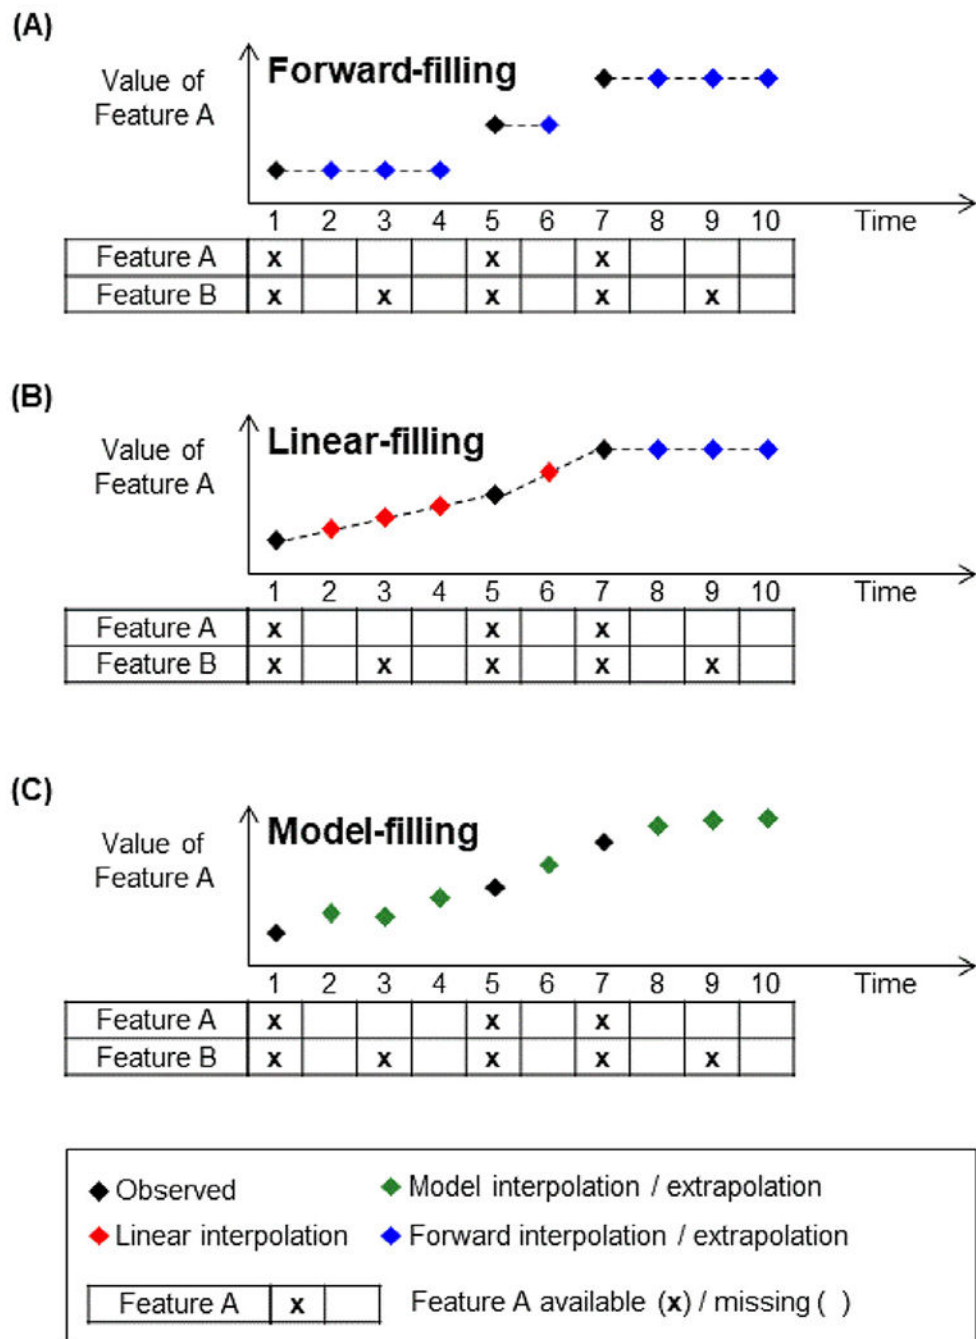 (A)
Forward-filling
Value of
Feature A
1 2 3 4 5 6 7 8 9 10 Time
Feature A x x x
Feature B x x x x x
(B)
Linear-filling
Value of
Feature A
1 2 3 4 5 6 7 8 9 10 Time
Feature A x x x
Feature B x x x x x
(C)
Model-filling
Value of
Feature A
1 2 3 4 5 6 7 8 9 10 Time
Feature A x x x
Feature B x x x x x
Observed Model interpolation / extrapolation
Linear interpolation Forward interpolation / extrapolation
Feature A x Feature A available (x) / missing ( )